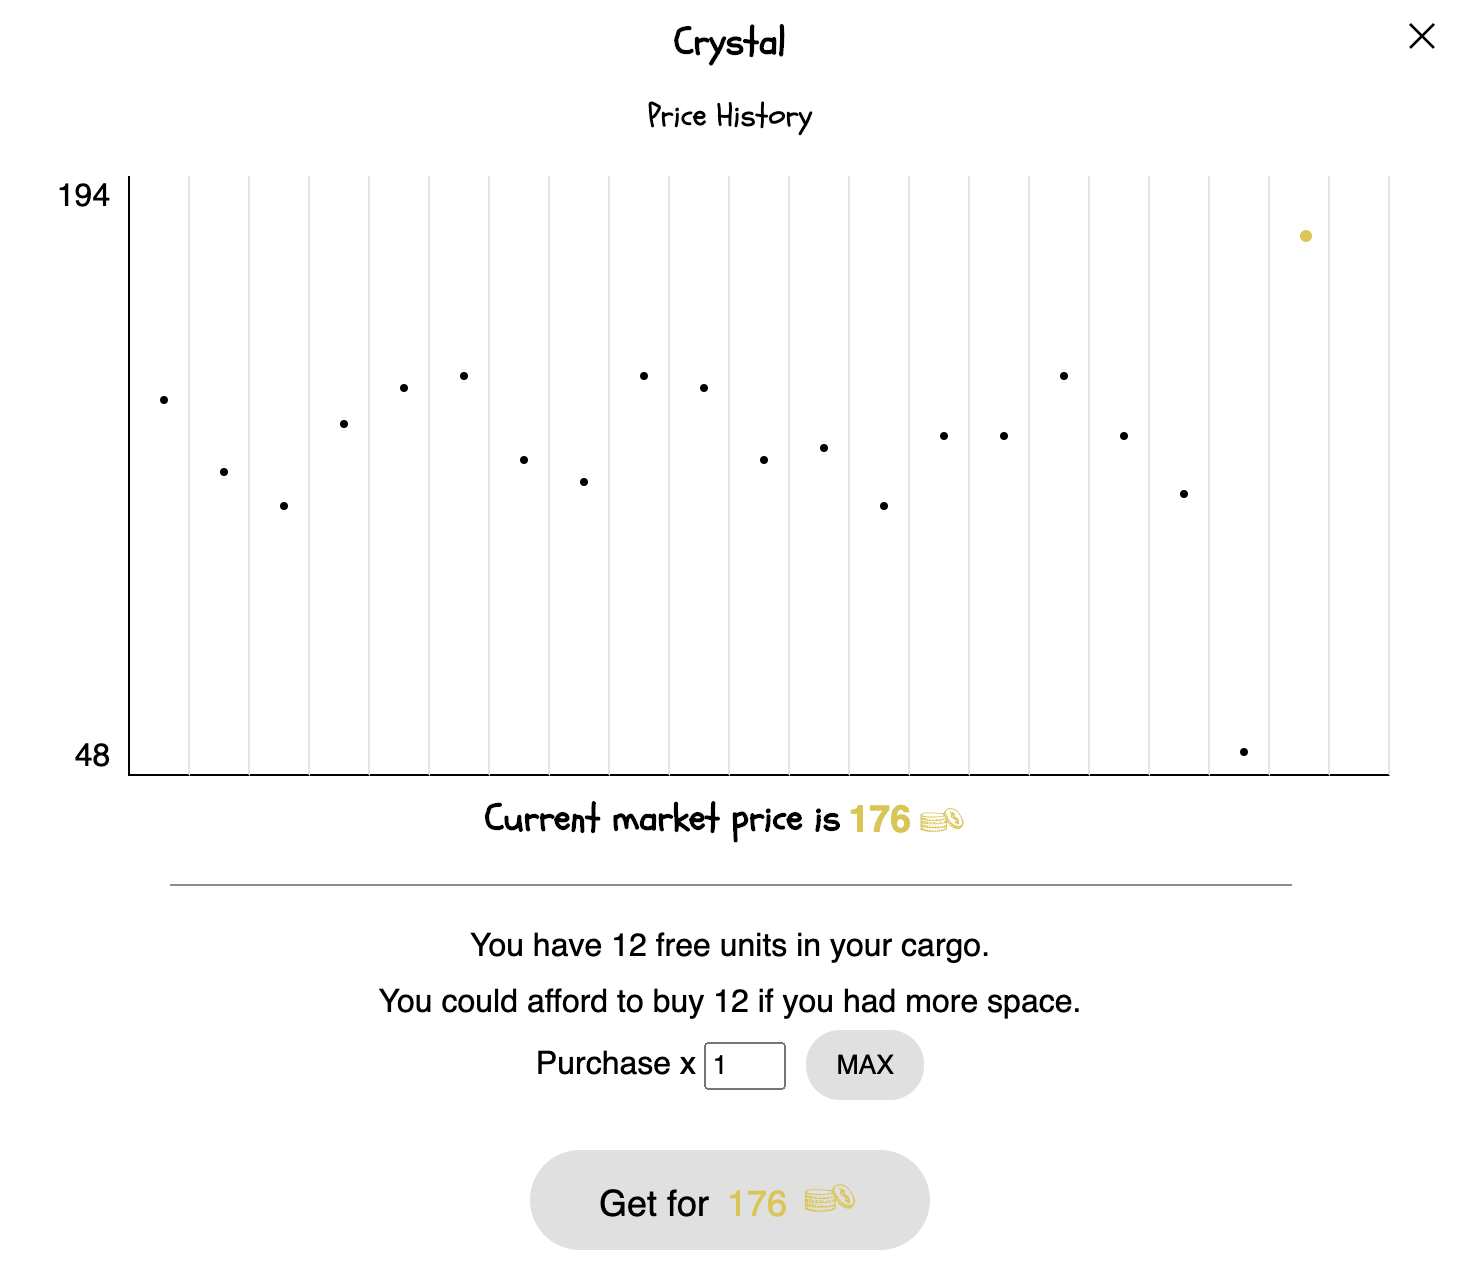 Crystal
Price History
194
48
Current market price is 176
You have 12 free units in your cargo.
You could afford to buy 12 if you had more space.
Purchase x 1 MAX
Get for 176